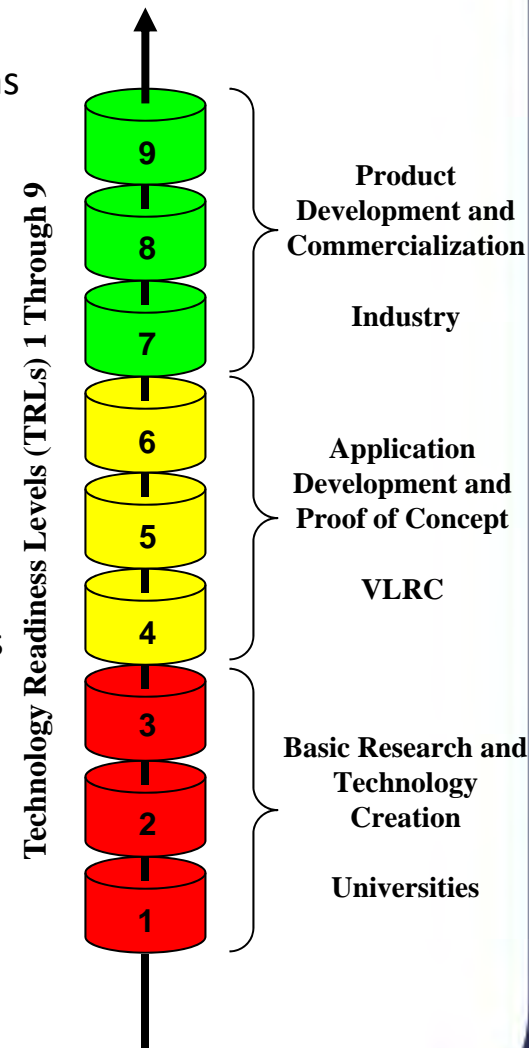 Technology Readiness Levels (TRLs) 1 Through 9
9
8
7
Product
Development and
Commercialization
Industry
6
5
4
Application
Development and
Proof of Concept
VLRC
3
2
1
Basic Research and
Technology
Creation
Universities